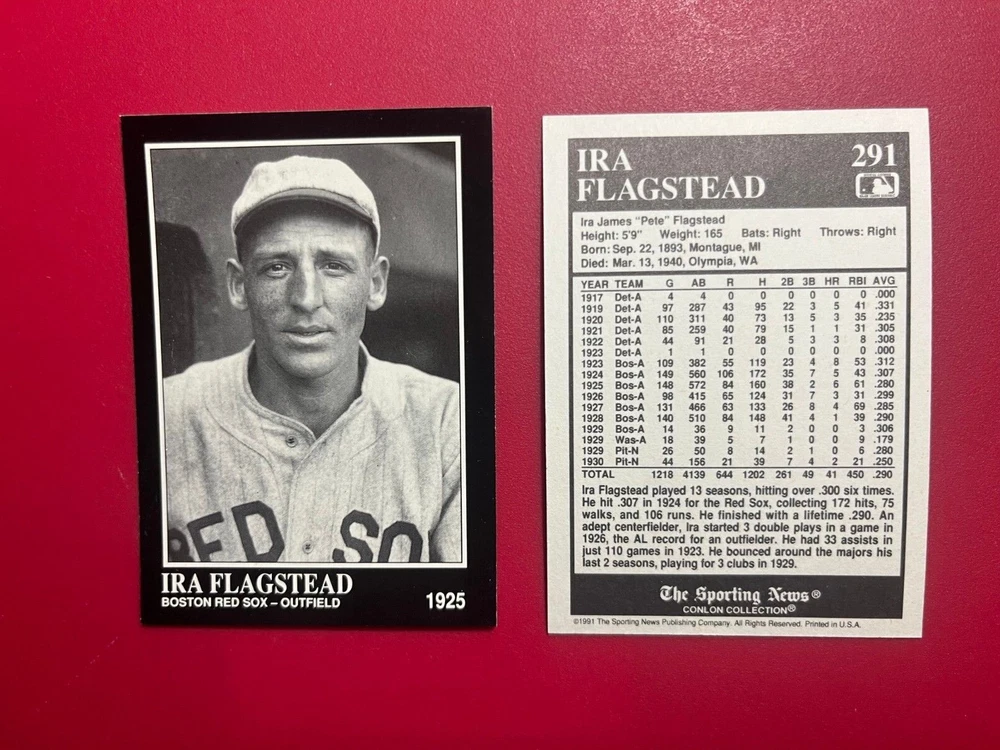 RED SO
IRA FLAGSTEAD
BOSTON RED SOX – OUTFIELD
1925
IRA
FLAGSTEAD
291
Ira James "Pete" Flagstead
Height: 5'9" Weight: 165 Bats: Right Throws: Right
Born: Sep. 22, 1893, Montague, MI
Died: Mar. 13, 1940, Olympia, WA
YEAR TEAM G AB R H 2B 3B HR RBI AVG
1917 Det-A 4 4 0 0 0 0 0 0 .000
1919 Det-A 97 287 43 95 22 3 5 41 .331
1920 Det-A 110 311 40 73 13 5 3 35 .235
1921 Det-A 85 259 40 79 15 1 1 31 .305
1922 Det-A 44 91 21 28 5 3 3 8 .308
1923 Det-A 1 1 0 0 0 0 0 0 .000
1923 Bos-A 109 382 55 119 23 4 8 53 .312
1924 Bos-A 149 560 106 172 35 7 5 43 .307
1925 Bos-A 148 572 84 160 38 2 6 61 .280
1926 Bos-A 98 415 65 124 31 7 3 31 .299
1927 Bos-A 131 466 63 133 26 8 4 69 .285
1928 Bos-A 140 510 84 148 41 4 1 39 .290
1929 Bos-A 14 36 9 11 2 0 0 3 .306
1929 Was-A 18 39 5 7 1 0 0 9 .179
1929 Pit-N 26 50 8 14 2 1 0 6 .280
1930 Pit-N 44 156 21 39 7 4 2 21 .250
TOTAL 1218 4139 644 1202 261 49 41 450 .290
Ira Flagstead played 13 seasons, hitting over .300 six times.
He hit .307 in 1924 for the Red Sox, collecting 172 hits, 75
walks, and 106 runs. He finished with a lifetime .290. An
adept centerfielder, Ira started 3 double plays in a game in
1926, the AL record for an outfielder. He had 33 assists in
just 110 games in 1923. He bounced around the majors his
last 2 seasons, playing for 3 clubs in 1929.
The Sporting News®
CONLON COLLECTION®
©1991 The Sporting News Publishing Company. All Rights Reserved. Printed in U.S.A.